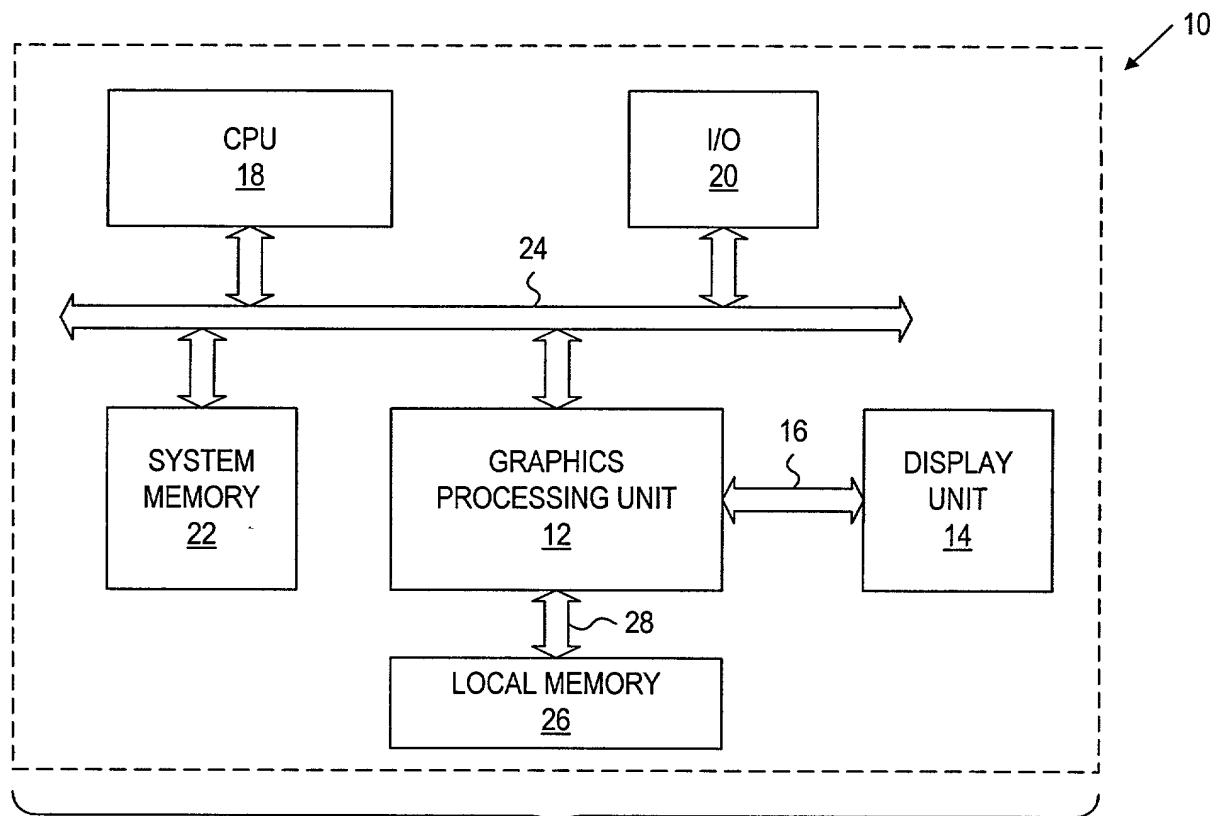 10
CPU
18
I/O
20
24
SYSTEM
MEMORY
22
GRAPHICS
PROCESSING UNIT
12
16
DISPLAY
UNIT
14
28
LOCAL MEMORY
26